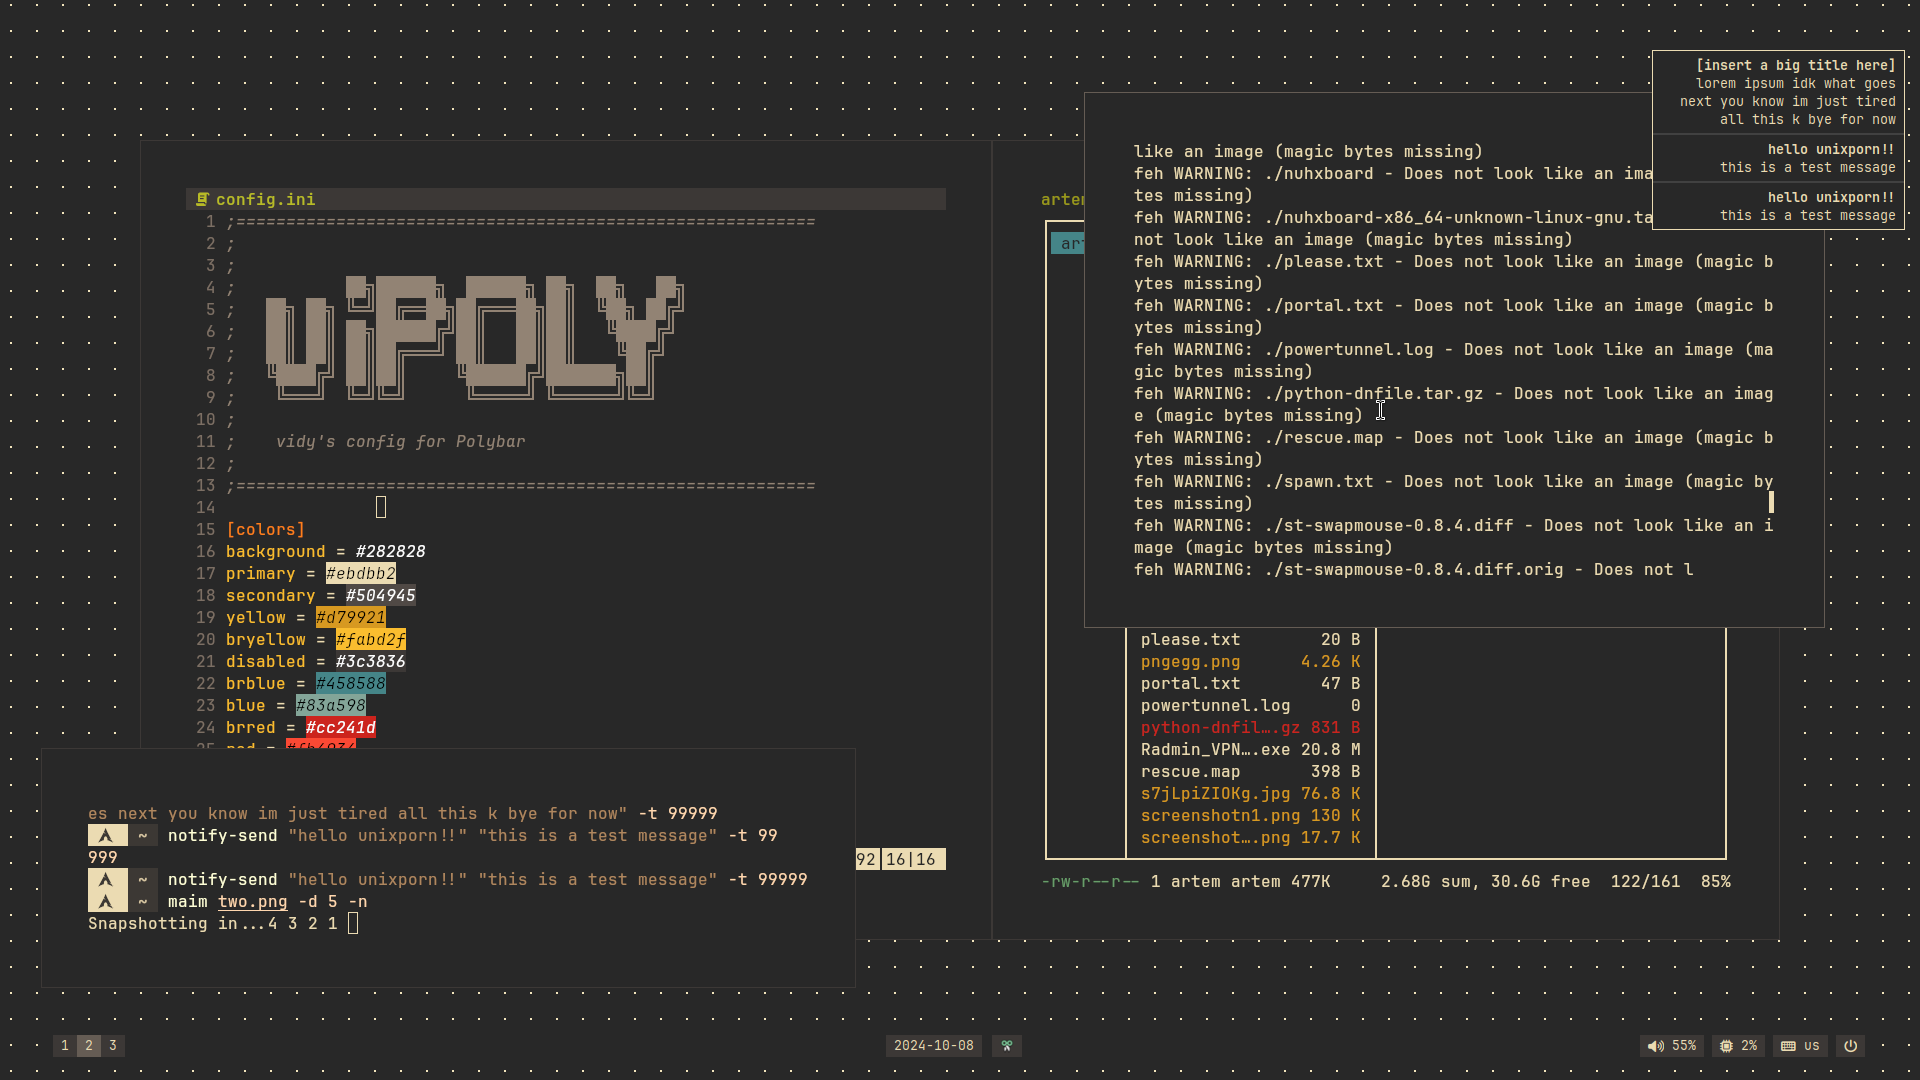 [insert a big title here]
lorem ipsum idk what goes
next you know im just tired
all this k bye for now
hello unixporn!!
this is a test message
hello unixporn!!
this is a test message
like an image (magic bytes missing)
feh WARNING: ./nuhxboard - Does not look like an ima
tes missing)
feh WARNING: ./nuhxboard-x86_64-unknown-linux-gnu.ta
not look like an image (magic bytes missing)
feh WARNING: ./please.txt - Does not look like an image (magic b
ytes missing)
feh WARNING: ./portal.txt - Does not look like an image (magic b
ytes missing)
feh WARNING: ./powertunnel.log - Does not look like an image (ma
gic bytes missing)
feh WARNING: ./python-dnfile.tar.gz - Does not look like an imag
e (magic bytes missing)
feh WARNING: ./rescue.map - Does not look like an image (magic b
ytes missing)
feh WARNING: ./spawn.txt - Does not look like an image (magic by
tes missing)
feh WARNING: ./st-swapmouse-0.8.4.diff - Does not look like an i
mage (magic bytes missing)
feh WARNING: ./st-swapmouse-0.8.4.diff.orig - Does not l
config.ini
1 ;==========================================================
2 ;
3 ;
4 ;
5 ;
6 ;
7 ;
8 ;
9 ;
uiPOLY
10 ;
11 ;    vidy's config for Polybar
12 ;
13 ;==========================================================
14
15 [colors]
16 background = #282828
17 primary = #ebdbb2
18 secondary = #504945
19 yellow = #d79921
20 bryellow = #fabd2f
21 disabled = #3c3836
22 brblue = #458588
23 blue = #83a598
24 brred = #cc241d
92 16|16
artem
ar
please.txt 20 B
pngegg.png 4.26 K
portal.txt 47 B
powertunnel.log 0
python-dnfil….gz 831 B
Radmin_VPN….exe 20.8 M
rescue.map 398 B
s7jLpiZIOKg.jpg 76.8 K
screenshotn1.png 130 K
screenshot….png 17.7 K
-rw-r--r-- 1 artem artem 477K 2.68G sum, 30.6G free 122/161 85%
es next you know im just tired all this k bye for now" -t 99999
~ notify-send "hello unixporn!!" "this is a test message" -t 99
999
~ notify-send "hello unixporn!!" "this is a test message" -t 99999
~ maim two.png -d 5 -n
Snapshotting in...4 3 2 1
1 2 3
2024-10-08
55% 2% us